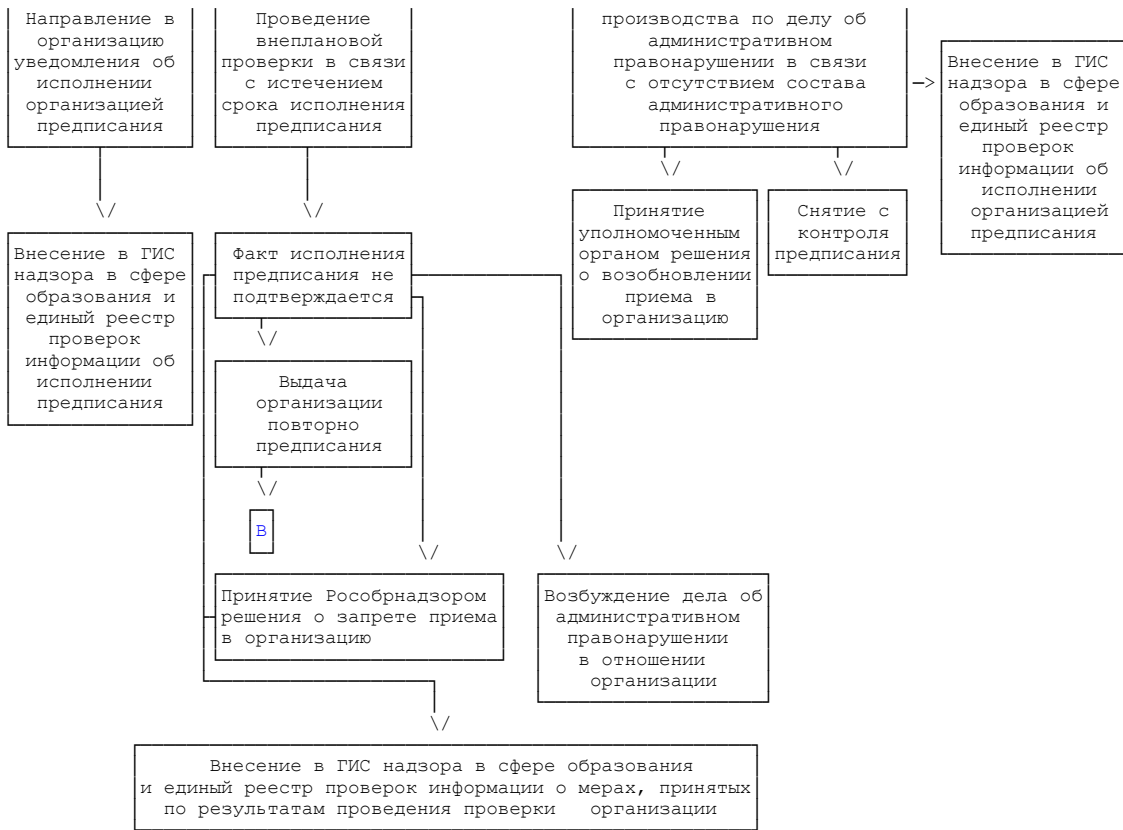 Направление в
организацию
уведомления об
исполнении
организацией
предписания
Проведение
внеплановой
проверки в связи
с истечением
срока исполнения
предписания
производства по делу об
административном
правонарушении в связи
с отсутствием состава
административного
правонарушения
─>
Внесение в ГИС
надзора в сфере
образования и
единый реестр
проверок
информации об
исполнении
организацией
предписания
\/
\/
\/
\/
Внесение в ГИС
надзора в сфере
образования и
единый реестр
проверок
информации об
исполнении
предписания
Факт исполнения
предписания не
подтверждается
Принятие
уполномоченным
органом решения
о возобновлении
приема в
организацию
Снятие с
контроля
предписания
\/
Выдача
организации
повторно
предписания
\/
В
\/
\/
Принятие Рособрнадзором
решения о запрете приема
в организацию
Возбуждение дела об
административном
правонарушении
в отношении
организации
\/
Внесение в ГИС надзора в сфере образования
и единый реестр проверок информации о мерах, принятых
по результатам проведения проверки организации